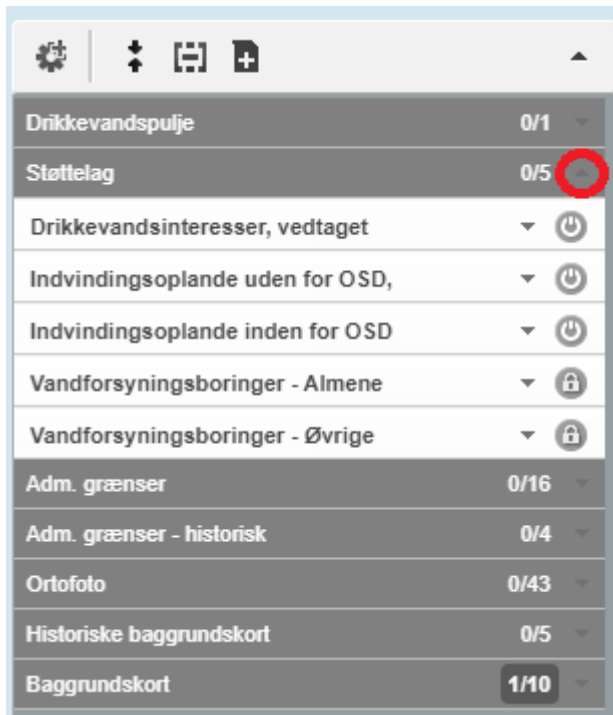 Drikkevandspulje 0/1
Støttelag 0/5
Drikkevandsinteresser, vedtaget
Indvindingsoplande uden for OSD,
Indvindingsoplande inden for OSD
Vandforsyningsboringer - Almene
Vandforsyningsboringer - Øvrige
Adm. grænser 0/16
Adm. grænser - historisk 0/4
Ortofoto 0/43
Historiske baggrundskort 0/5
Baggrundskort 1/10